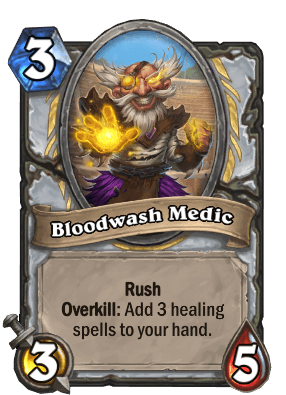 3
Bloodwash Medic
Rush
Overkill: Add 3 healing
spells to your hand.
3
5